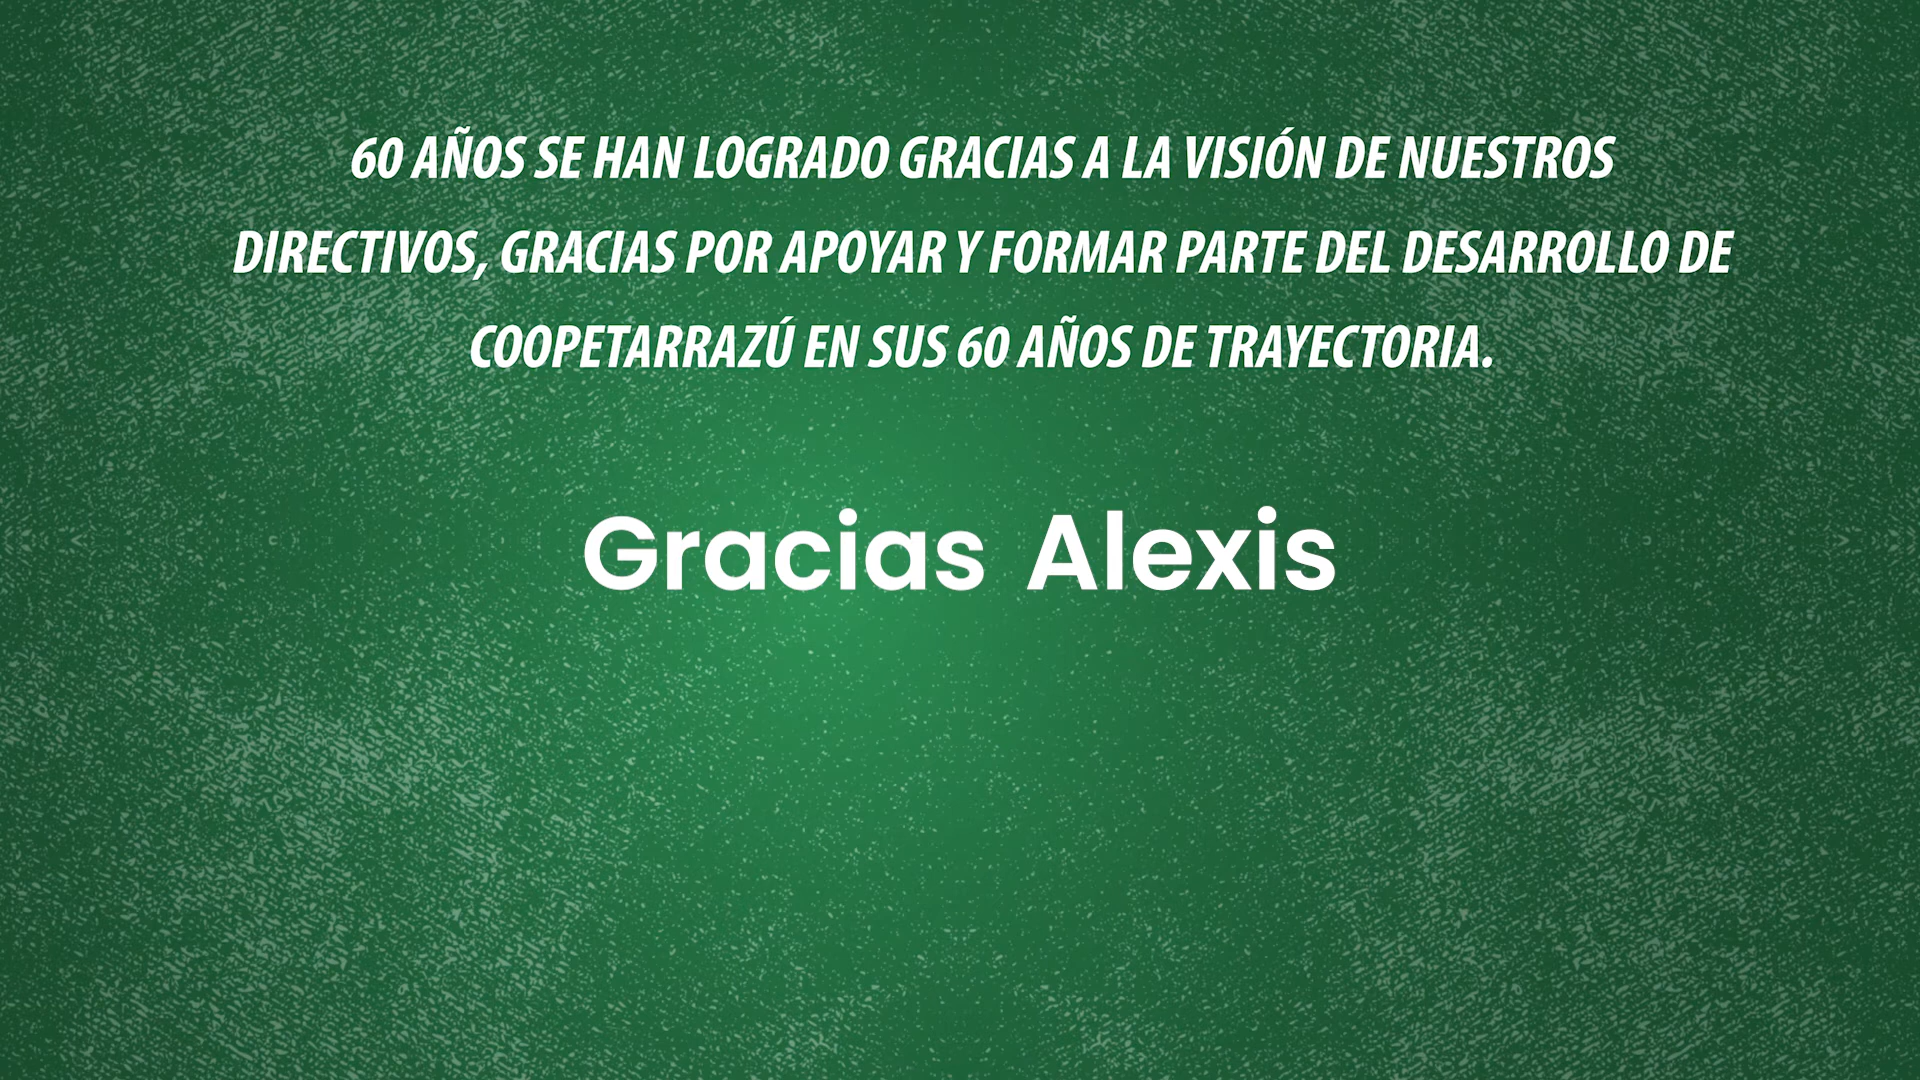 60 AÑOS SE HAN LOGRADO GRACIAS A LA VISIÓN DE NUESTROS
DIRECTIVOS, GRACIAS POR APOYAR Y FORMAR PARTE DEL DESARROLLO DE
COOPETARRAZÚ EN SUS 60 AÑOS DE TRAYECTORIA.
Gracias Alexis